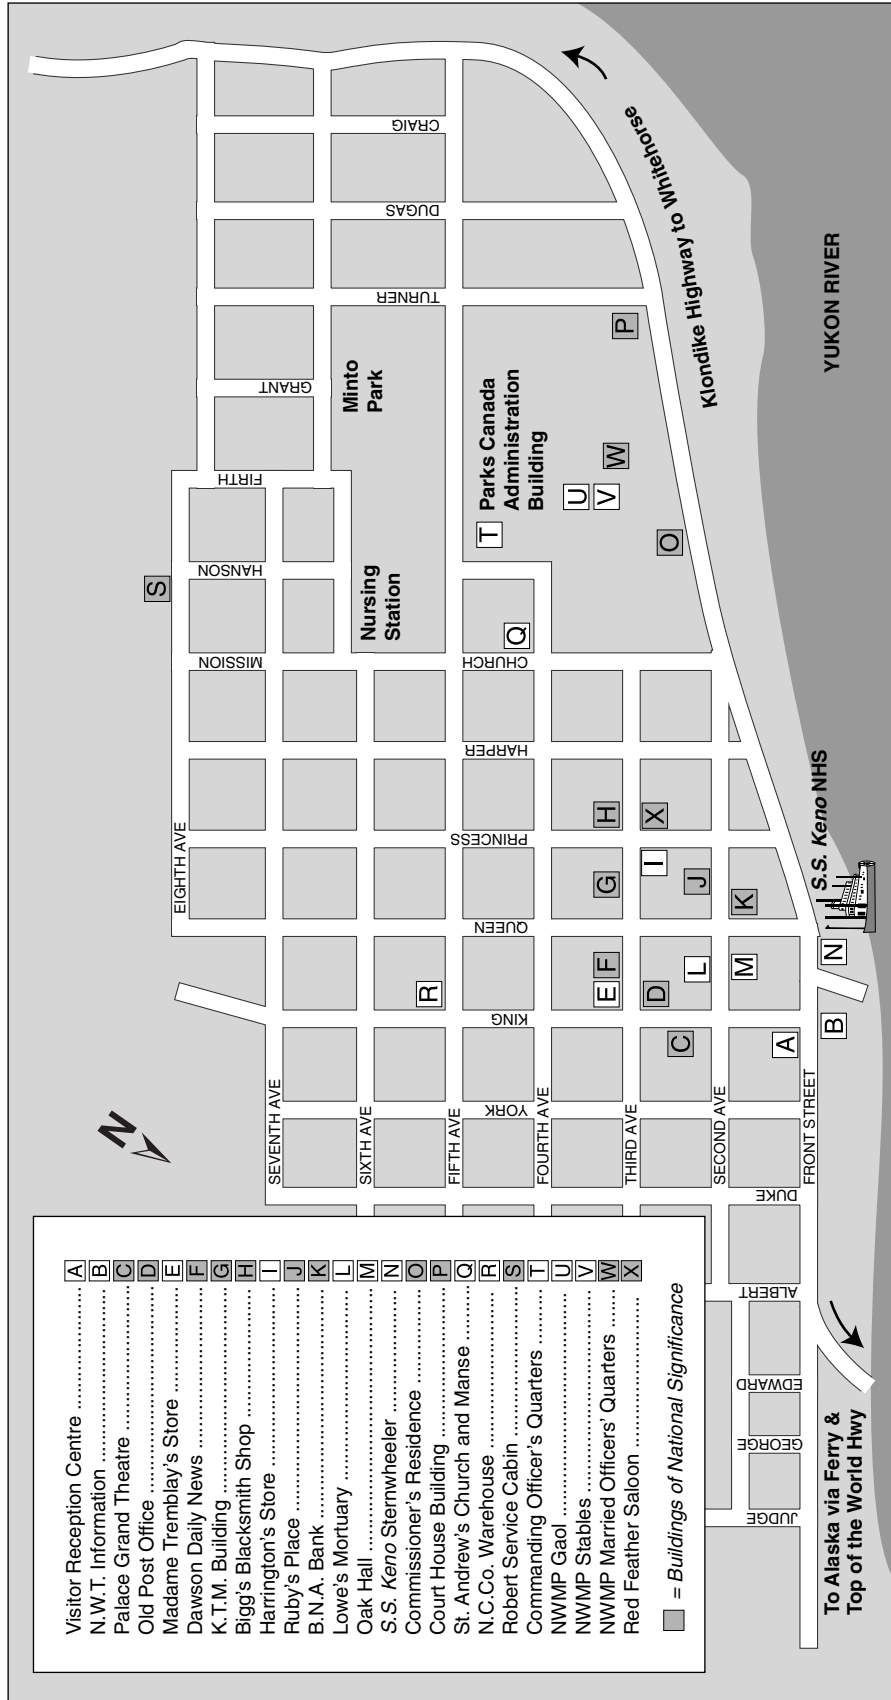 Visitor Reception Centre ........................ A
N.W.T. Information ........................ B
Palace Grand Theatre ........................ C
Old Post Office ........................ D
Madame Tremblay's Store ........................ E
Dawson Daily News ........................ F
K.T.M. Building ........................ G
Bigg's Blacksmith Shop ........................ H
Harrington's Store ........................ I
Ruby's Place ........................ J
B.N.A. Bank ........................ K
Lowe's Mortuary ........................ L
Oak Hall ........................ M
S.S. Keno Sternwheeler ........................ N
Commissioner's Residence ........................ O
Court House Building ........................ P
St. Andrew's Church and Manse ........................ Q
N.C.Co. Warehouse ........................ R
Robert Service Cabin ........................ S
Commanding Officer's Quarters ........................ T
NWMP Gaol ........................ U
NWMP Stables ........................ V
NWMP Married Officers' Quarters ........................ W
Red Feather Saloon ........................ X
= Buildings of National Significance
N
EIGHTH AVE
SEVENTH AVE
SIXTH AVE
FIFTH AVE
FOURTH AVE
THIRD AVE
SECOND AVE
FRONT STREET
JUDGE
GEORGE
EDWARD
ALBERT
DUKE
YORK
KING
QUEEN
PRINCESS
HARPER
CHURCH
MISSION
HANSON
FIRTH
GRANT
TURNER
DUGAS
CRAIG
Nursing
Station
Minto
Park
Parks Canada
Administration
Building
S
R
Q
T
U
V
W
P
O
H
G
F
E
X
I
D
J
L
C
K
M
A
N
B
S.S. Keno NHS
Klondike Highway to Whitehorse
YUKON RIVER
To Alaska via Ferry &
Top of the World Hwy